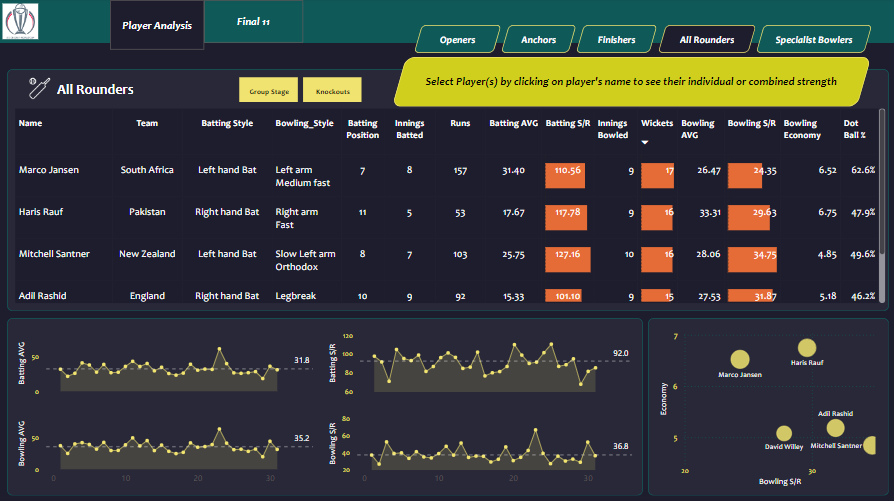 Player Analysis
Final 11
Openers
Anchors
Finishers
All Rounders
Specialist Bowlers
Select Player(s) by clicking on player's name to see their individual or combined strength
All Rounders
Group Stage
Knockouts
Name Team Batting Style Bowling_Style Batting Position Innings Batted Runs Batting AVG Batting S/R Innings Bowled Wickets Bowling AVG Bowling S/R Bowling Economy Dot Ball %
Marco Jansen South Africa Left hand Bat Left arm Medium fast 7 8 157 31.40 110.56 9 17 26.47 24.35 6.52 62.6%
Haris Rauf Pakistan Right hand Bat Right arm Fast 11 5 53 17.67 117.78 9 16 33.31 29.63 6.75 47.9%
Mitchell Santner New Zealand Left hand Bat Slow Left arm Orthodox 8 7 103 25.75 127.16 10 16 28.06 34.75 4.85 49.6%
Adil Rashid England Right hand Bat Legbreak 10 9 92 15.33 101.10 9 15 27.53 31.87 5.18 46.2%
Batting AVG
50
0
31.8
Batting S/R
120
100
80
60
92.0
Bowling AVG
50
0
35.2
0 10 20 30
Bowling S/R
80
60
40
20
36.8
0 10 20 30
Economy
7
6
5
Marco Jansen
Haris Rauf
Adil Rashid
David Willey
Mitchell Santner
20 30
Bowling S/R